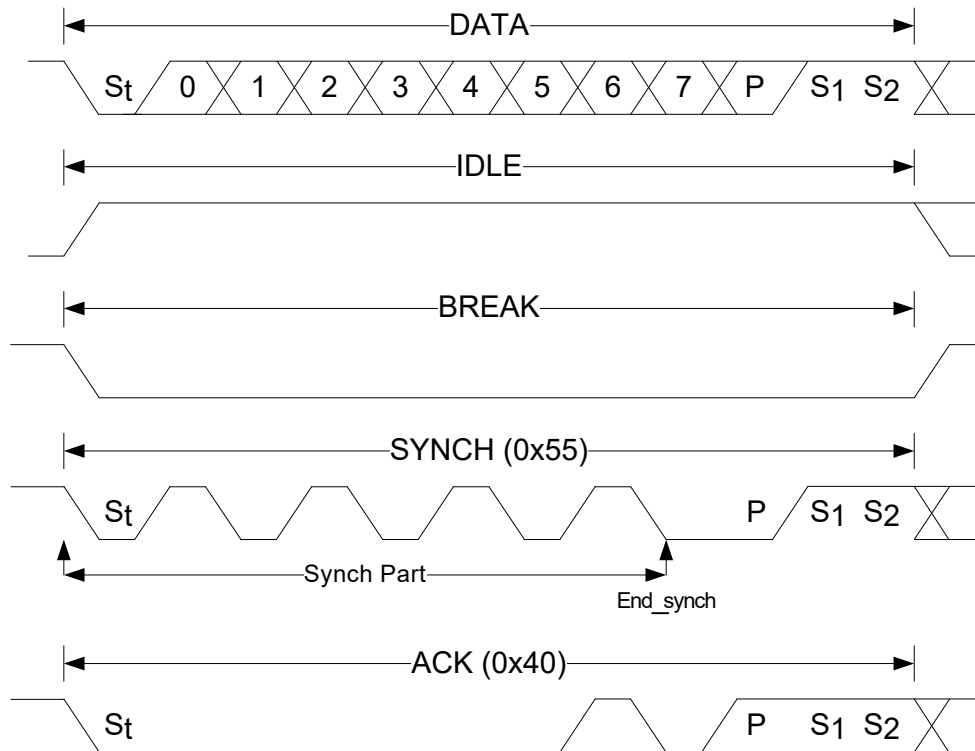 DATA
St 0 1 2 3 4 5 6 7 P S1 S2
IDLE
BREAK
SYNCH (0x55)
St P S1 S2
Synch Part
End_synch
ACK (0x40)
St P S1 S2